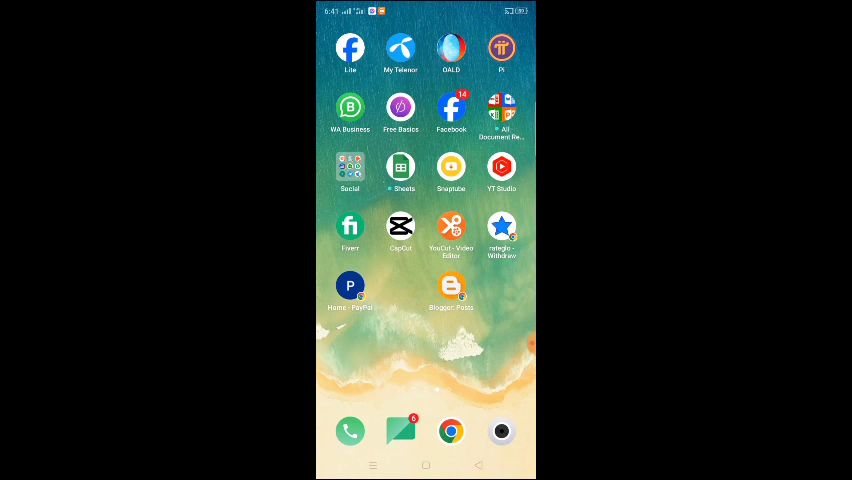 6:41
Lite
My Telenor
OALD
Pi
WA Business
Free Basics
14
Facebook
All
Document Re...
Social
Sheets
Snaptube
YT Studio
Fiverr
CapCut
YouCut - Video
Editor
rateglo -
Withdraw
P
Home - PayPal
Blogger: Posts
6